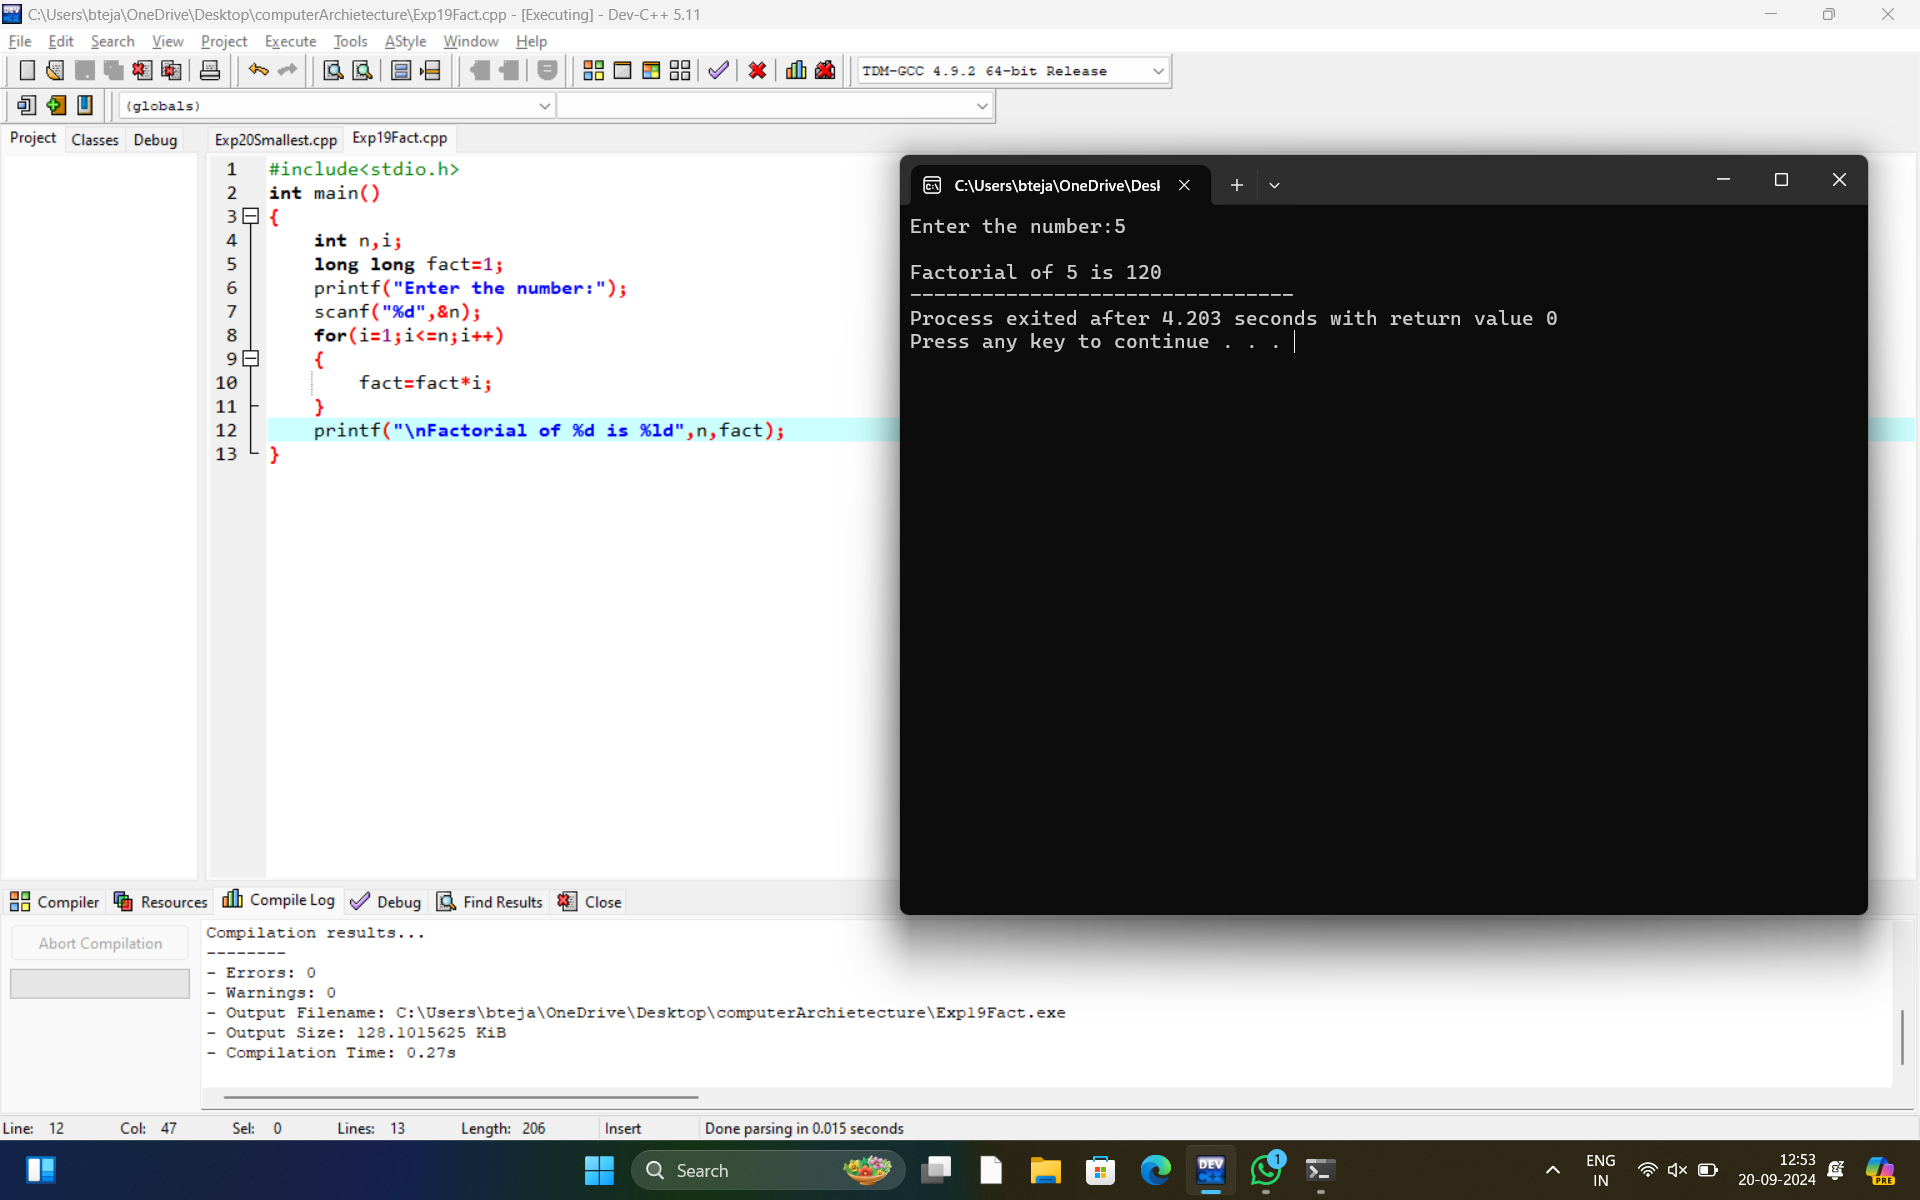 C:\Users\bteja\OneDrive\Desktop\computerArchietecture\Exp19Fact.cpp - [Executing] - Dev-C++ 5.11
File Edit Search View Project Execute Tools AStyle Window Help
TDM-GCC 4.9.2 64-bit Release
(globals)
Project Classes Debug
Exp20Smallest.cpp Exp19Fact.cpp
1 #include<stdio.h>
2 int main()
3 {
4 int n,i;
5 long long fact=1;
6 printf("Enter the number:");
7 scanf("%d",&n);
8 for(i=1;i<=n;i++)
9 {
10 fact=fact*i;
11 }
12 printf("\nFactorial of %d is %ld",n,fact);
13 }
C:\Users\bteja\OneDrive\Desl
Enter the number:5
Factorial of 5 is 120
--------------------------------
Process exited after 4.203 seconds with return value 0
Press any key to continue . . .
Compiler Resources Compile Log Debug Find Results Close
Abort Compilation
Compilation results...
--------
- Errors: 0
- Warnings: 0
- Output Filename: C:\Users\bteja\OneDrive\Desktop\computerArchietecture\Exp19Fact.exe
- Output Size: 128.1015625 KiB
- Compilation Time: 0.27s
Line: 12 Col: 47 Sel: 0 Lines: 13 Length: 206 Insert Done parsing in 0.015 seconds
Search
DEV
C++
1
ENG
IN
12:53
20-09-2024
PRE